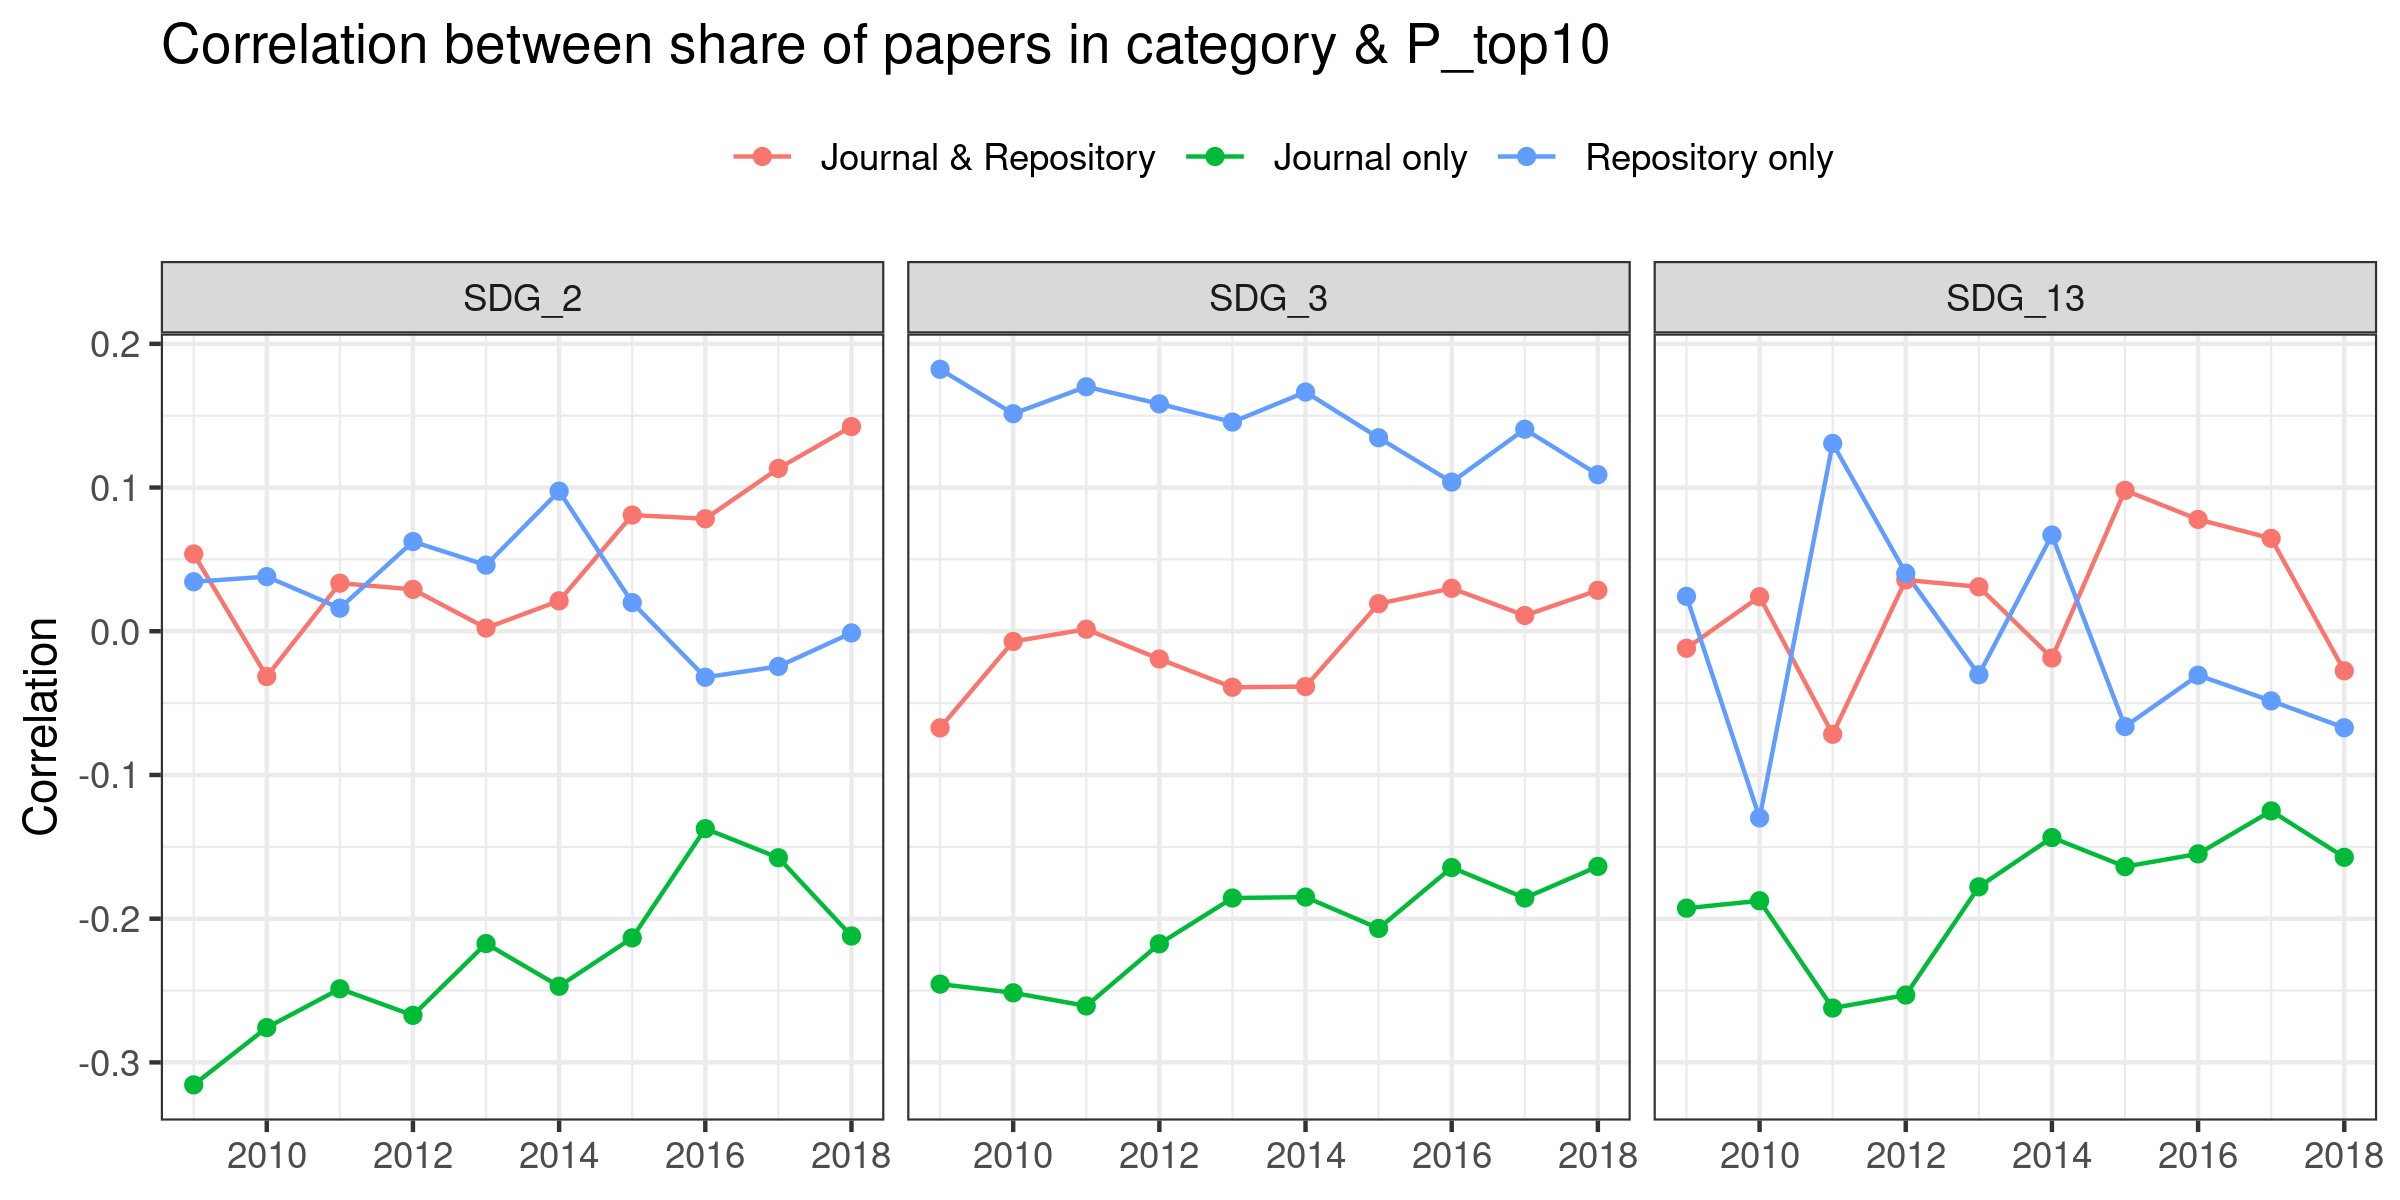 Correlation between share of papers in category & P_top10
Journal & Repository Journal only Repository only
SDG_2 SDG_3 SDG_13
0.2
0.1
0.0
-0.1
-0.2
-0.3
Correlation
2010 2012 2014 2016 2018 2010 2012 2014 2016 2018 2010 2012 2014 2016 2018